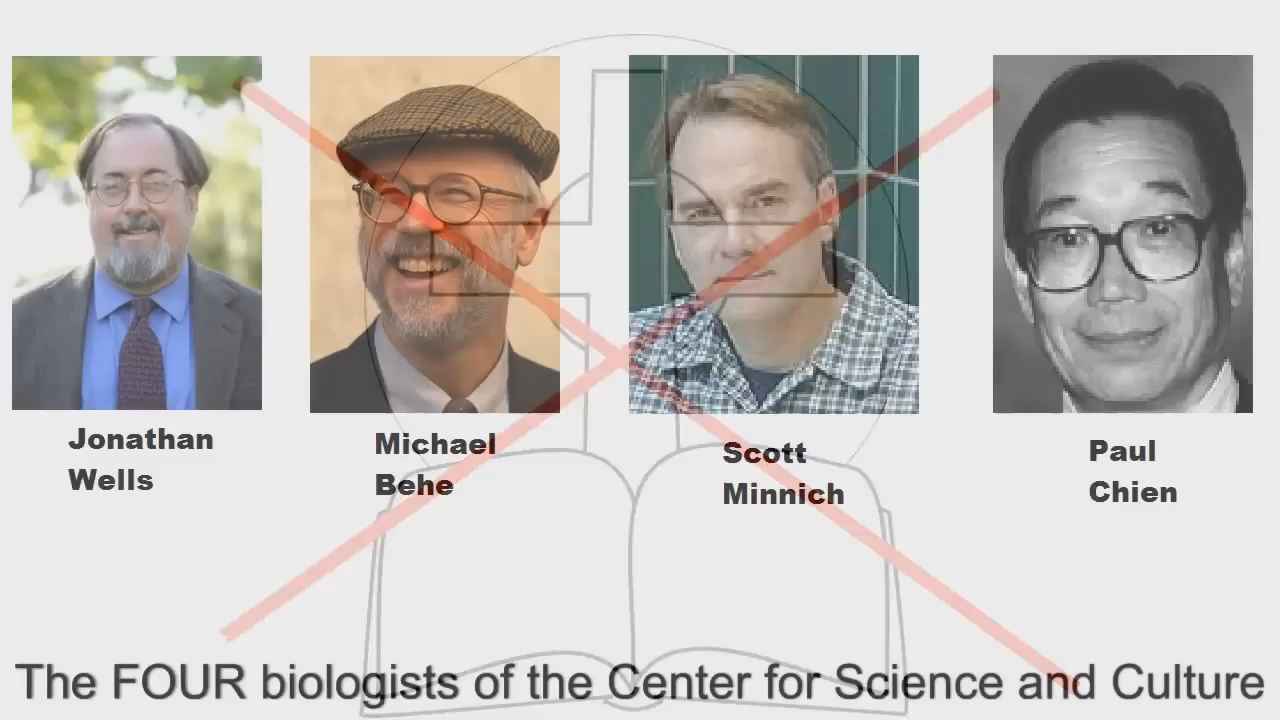 Jonathan
Wells
Michael
Behe
Scott
Minnich
Paul
Chien
The FOUR biologists of the Center for Science and Culture